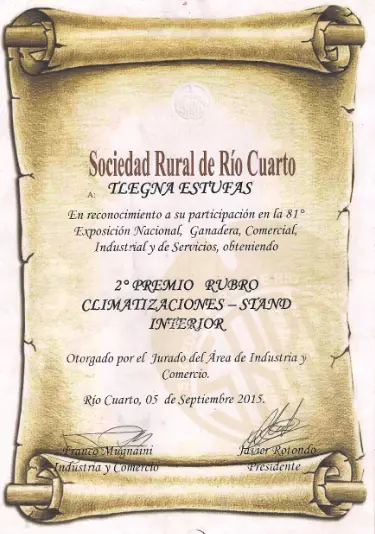 Sociedad Rural de Río Cuarto
A: TLEGNA ESTUFAS
En reconocimiento a su participación en la 81°
Exposición Nacional, Ganadera, Comercial,
Industrial y de Servicios, obteniendo
2° PREMIO RUBRO
CLIMATIZACIONES – STAND
INTERIOR
Otorgado por el Jurado del Área de Industria y
Comercio.
Río Cuarto, 05 de Septiembre 2015.
Franco Mugnaini Javier Rotondo
Industria y Comercio Presidente